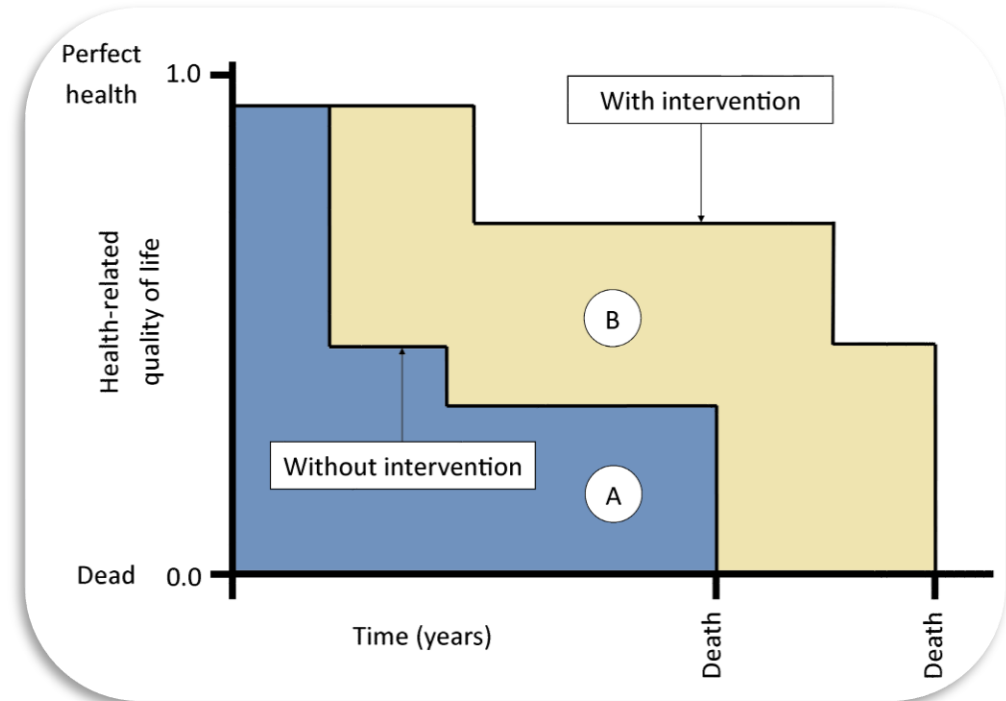 Perfect
health
1.0
With intervention
Health-related
quality of life
B
Without intervention
A
Dead
0.0
Time (years)
Death
Death